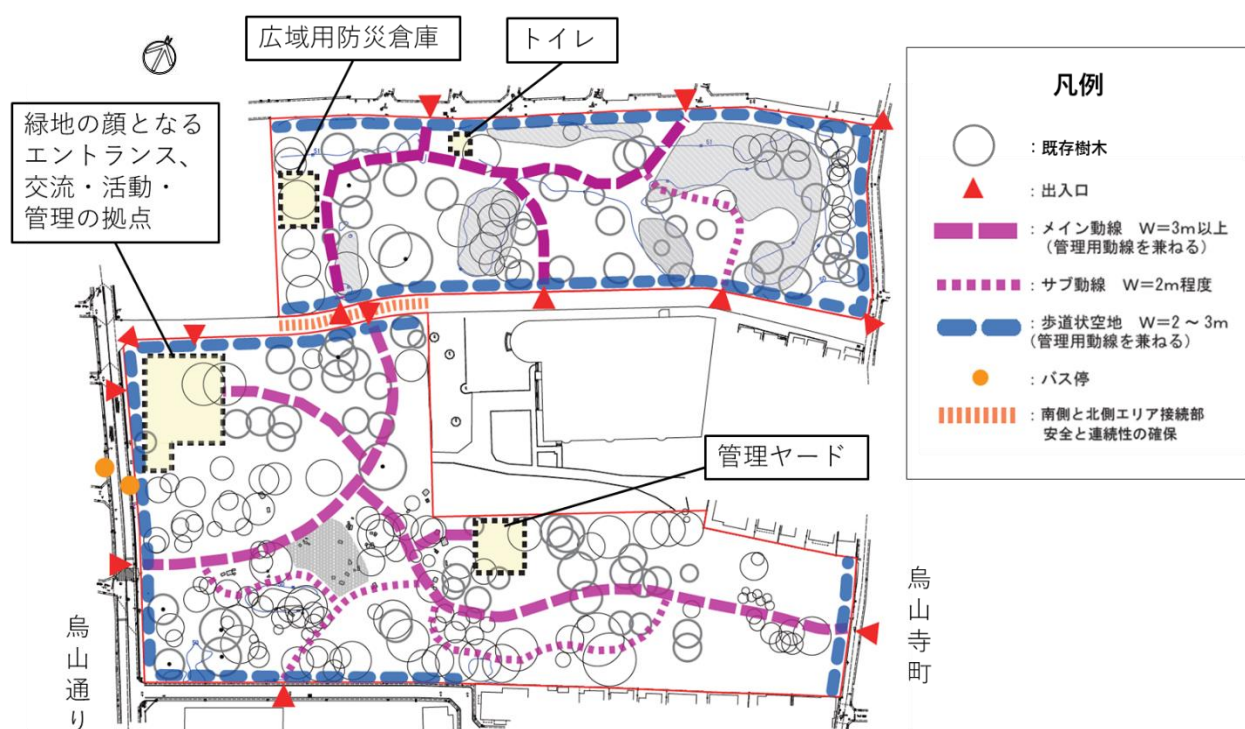 広域用防災倉庫
トイレ
緑地の顔となる
エントランス、
交流・活動・
管理の拠点
管理ヤード
烏山通り
烏山寺町
凡例
：既存樹木
：出入口
：メイン動線 W＝3m以上
（管理用動線を兼ねる）
：サブ動線 W＝2m程度
：歩道状空地 W＝2～3m
（管理用動線を兼ねる）
：バス停
：南側と北側エリア接続部
安全と連続性の確保